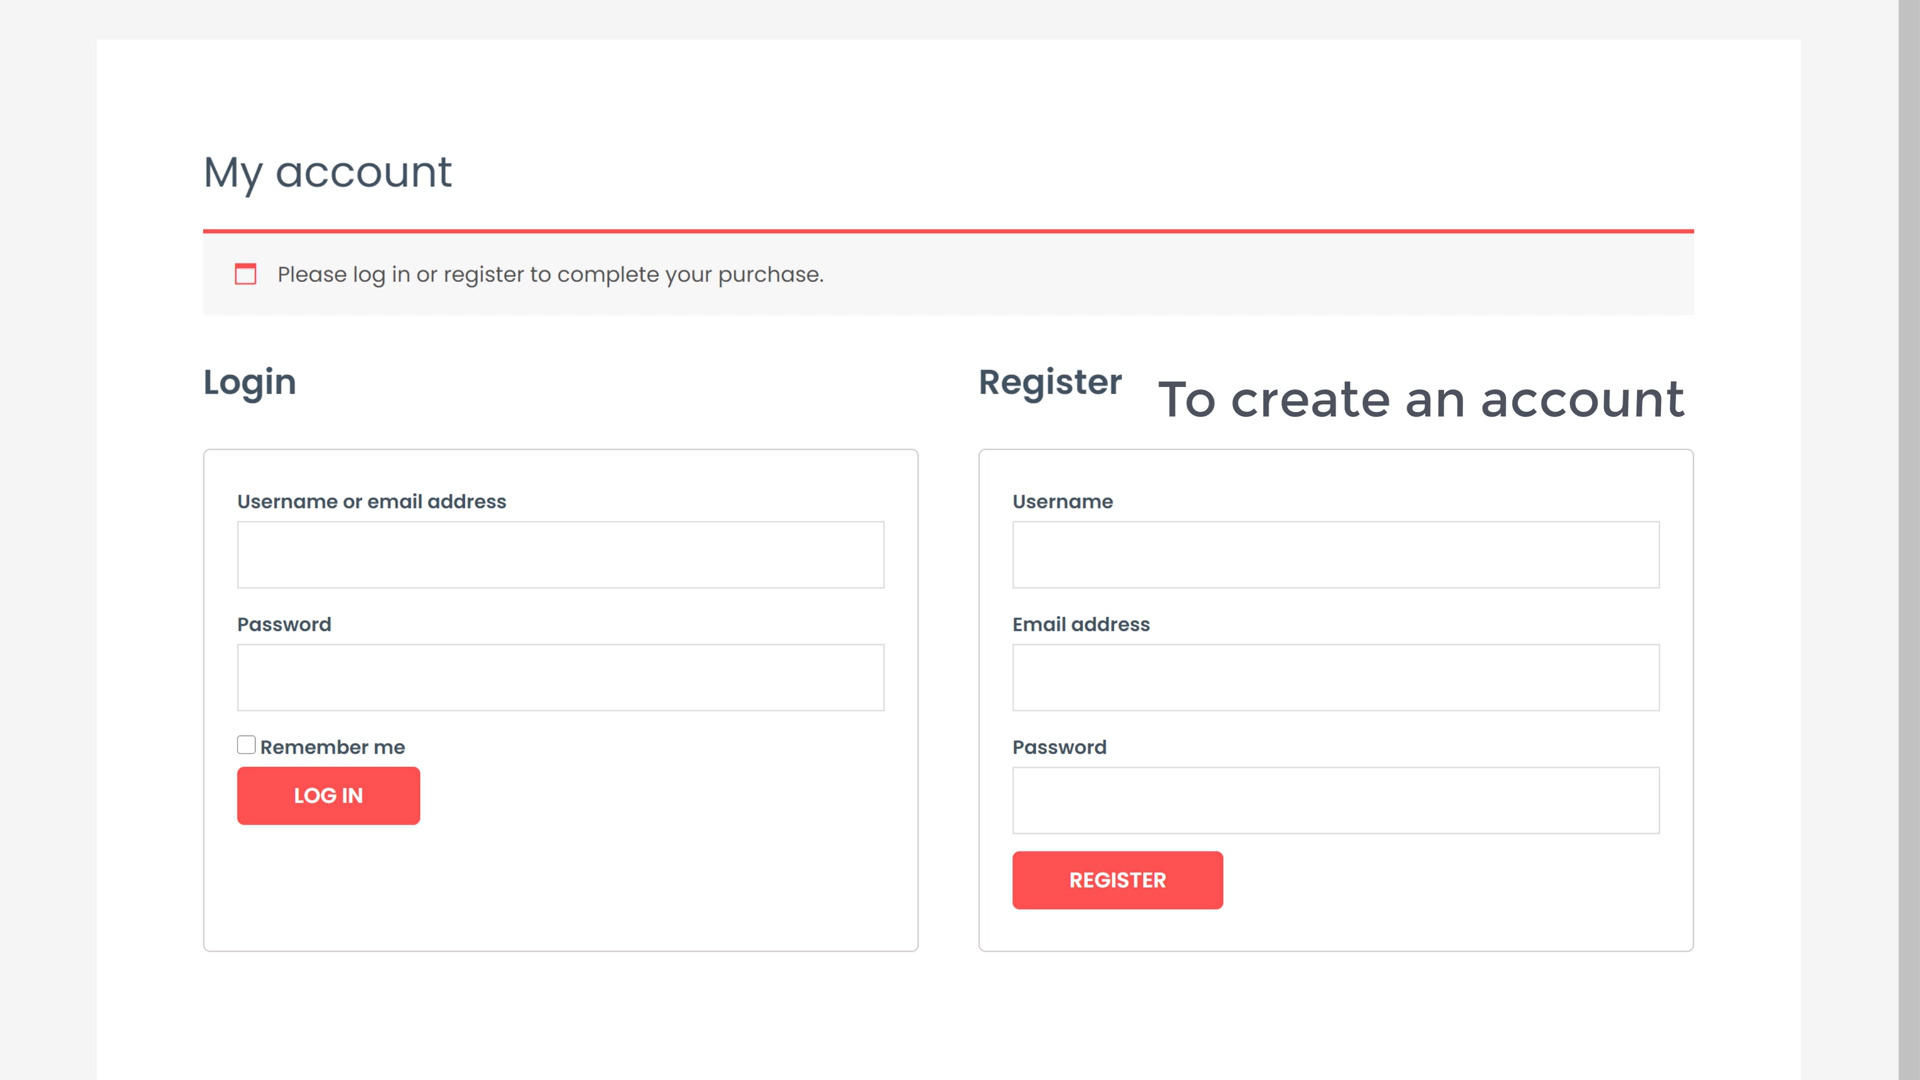 My account
Please log in or register to complete your purchase.
Login
Username or email address
Password
Remember me
LOG IN
Register
To create an account
Username
Email address
Password
REGISTER